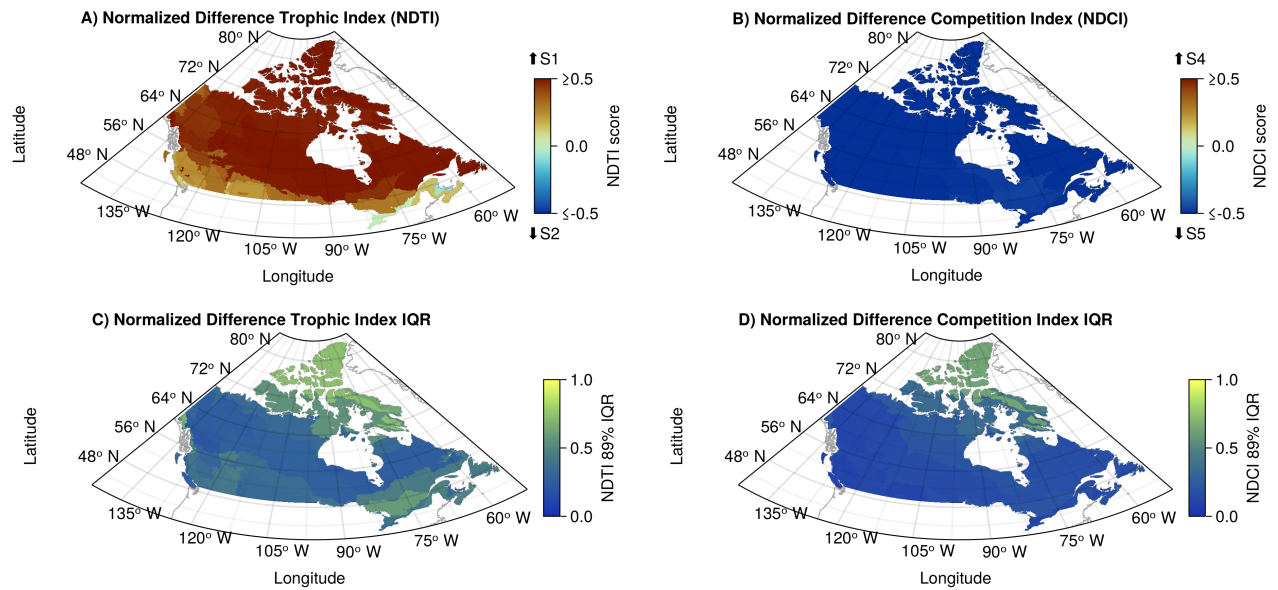 A) Normalized Difference Trophic Index (NDTI)
80° N
72° N
64° N
56° N
48° N
135° W
120° W
105° W
90° W
75° W
60° W
Latitude
Longitude
⬆S1
≥0.5
0.0
≤-0.5
⬇S2
NDTI score
B) Normalized Difference Competition Index (NDCI)
80° N
72° N
64° N
56° N
48° N
135° W
120° W
105° W
90° W
75° W
60° W
Latitude
Longitude
⬆S4
≥0.5
0.0
≤-0.5
⬇S5
NDCI score
C) Normalized Difference Trophic Index IQR
80° N
72° N
64° N
56° N
48° N
135° W
120° W
105° W
90° W
75° W
60° W
Latitude
Longitude
1.0
0.5
0.0
NDTI 89% IQR
D) Normalized Difference Competition Index IQR
80° N
72° N
64° N
56° N
48° N
135° W
120° W
105° W
90° W
75° W
60° W
Latitude
Longitude
1.0
0.5
0.0
NDCI 89% IQR